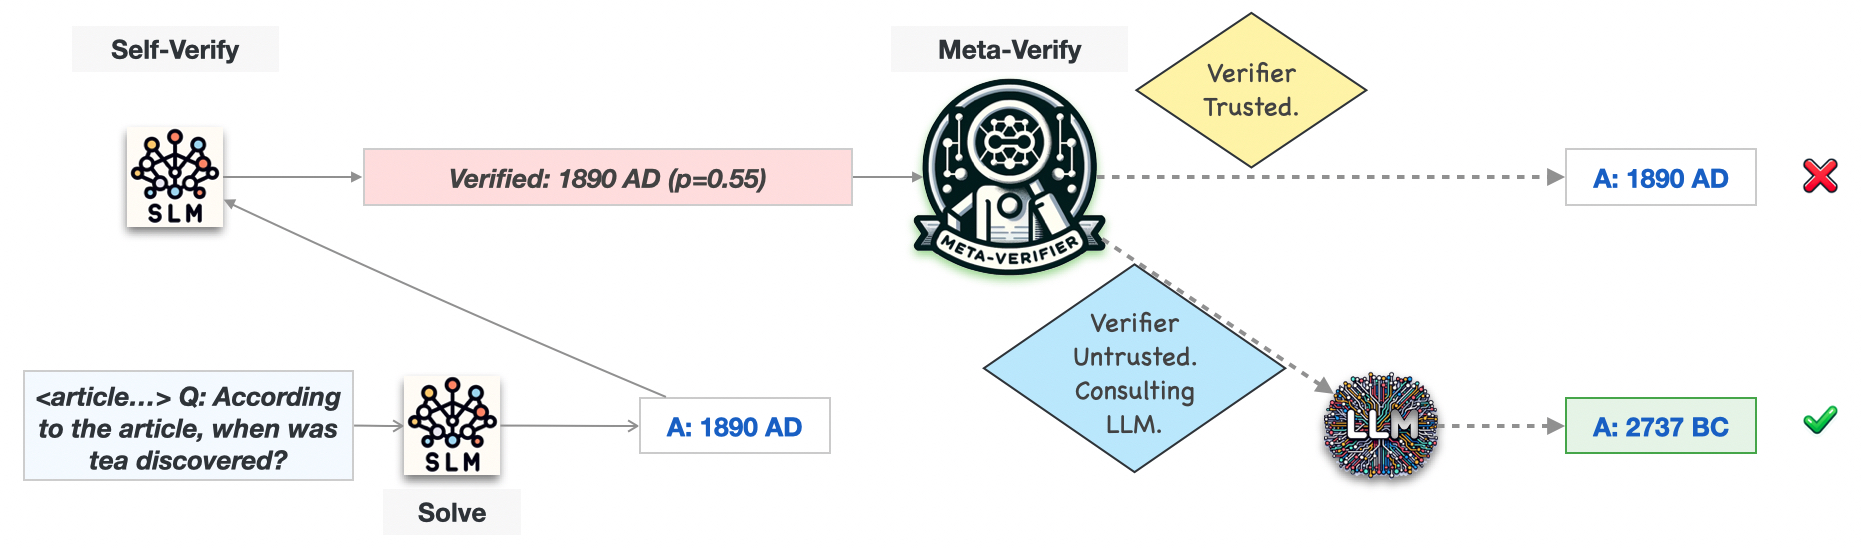 Self-Verify
Meta-Verify
Verifier
Trusted.
SLM
Verified: 1890 AD (p=0.55)
META-VERIFIER
A: 1890 AD
Verifier
Untrusted.
Consulting
LLM.
<article...> Q: According
to the article, when was
tea discovered?
SLM
A: 1890 AD
LLM
A: 2737 BC
Solve